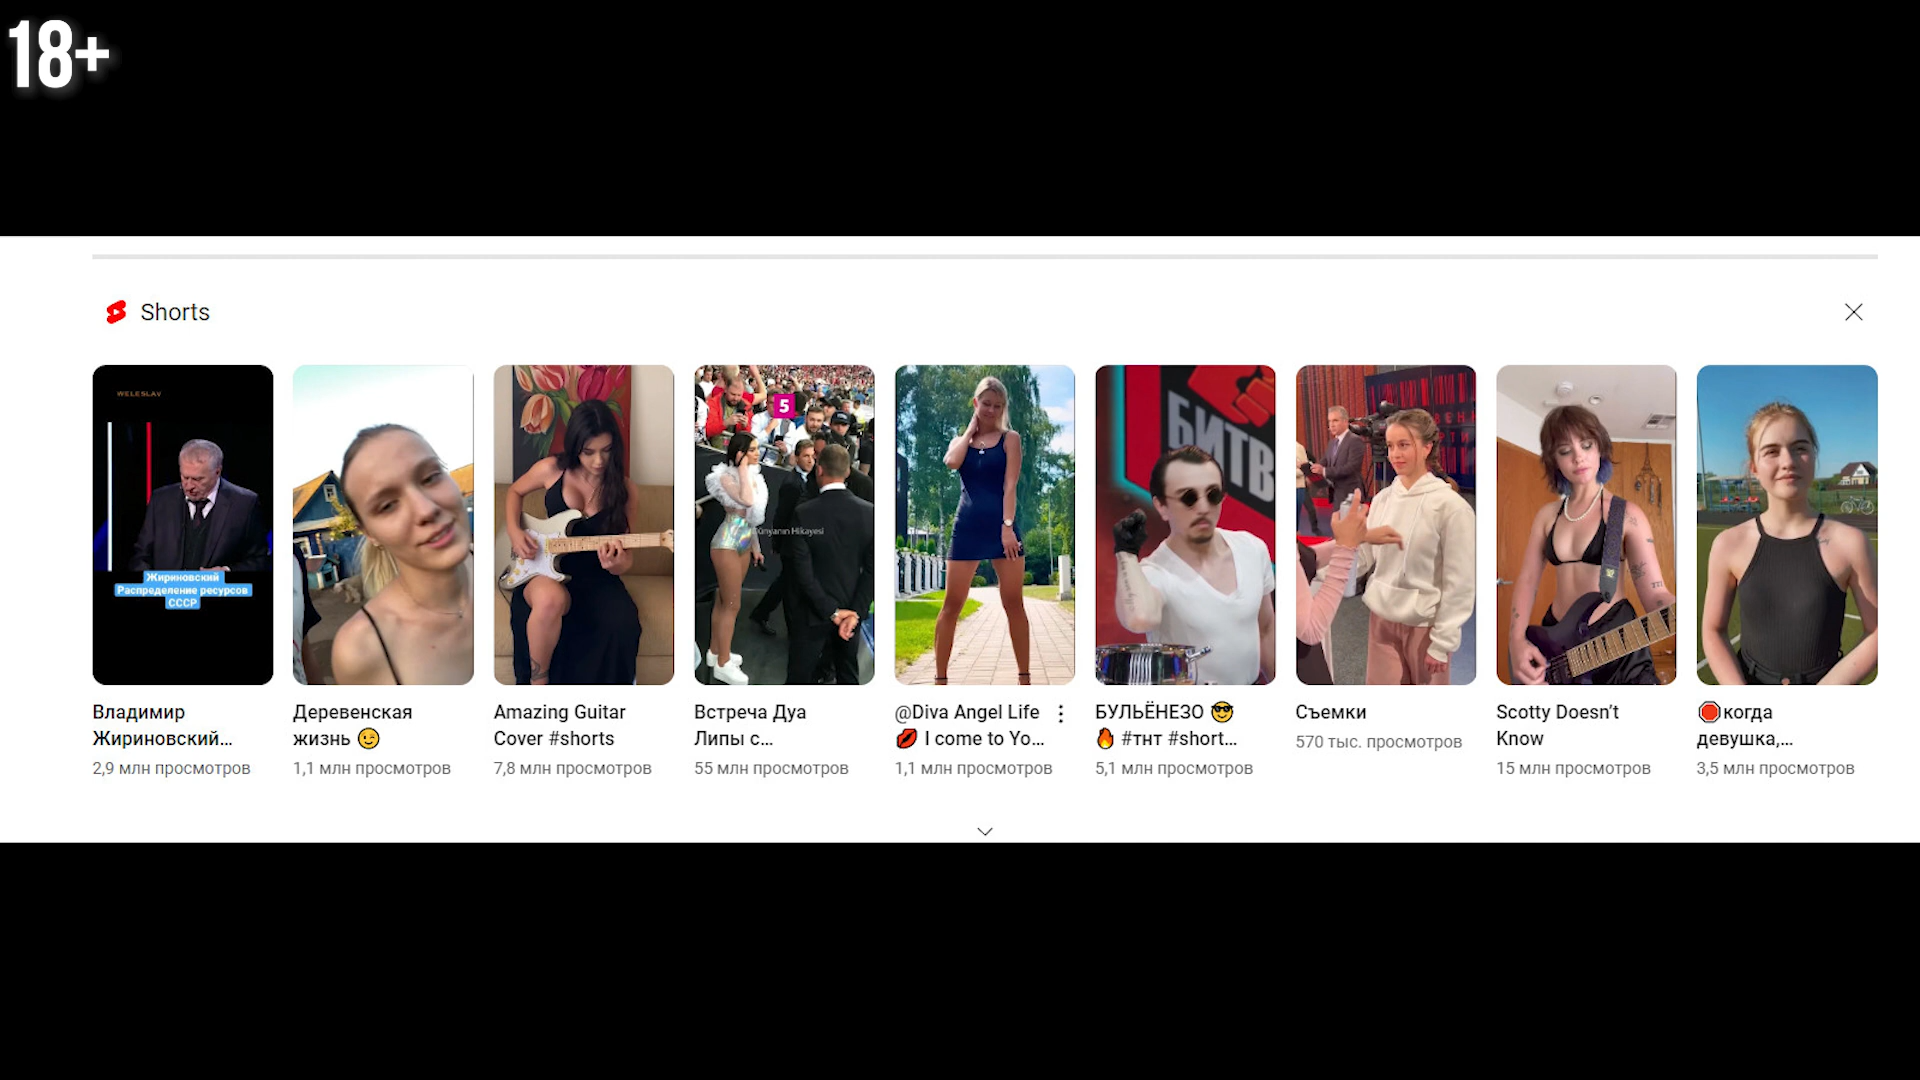 18+
Shorts
WELESLAV
Жириновский
Распределение ресурсов
СССР
5
Dünyanın Hikayesi
БИТВ
Владимир
Жириновский...
2,9 млн просмотров
Деревенская
жизнь 😉
1,1 млн просмотров
Amazing Guitar
Cover #shorts
7,8 млн просмотров
Встреча Дуа
Липы с...
55 млн просмотров
@Diva Angel Life
💋 I come to Yo...
1,1 млн просмотров
БУЛЬЁНЕЗО 😎
🔥 #тнт #short...
5,1 млн просмотров
Съемки
570 тыс. просмотров
Scotty Doesn't
Know
15 млн просмотров
🛑когда
девушка,...
3,5 млн просмотров